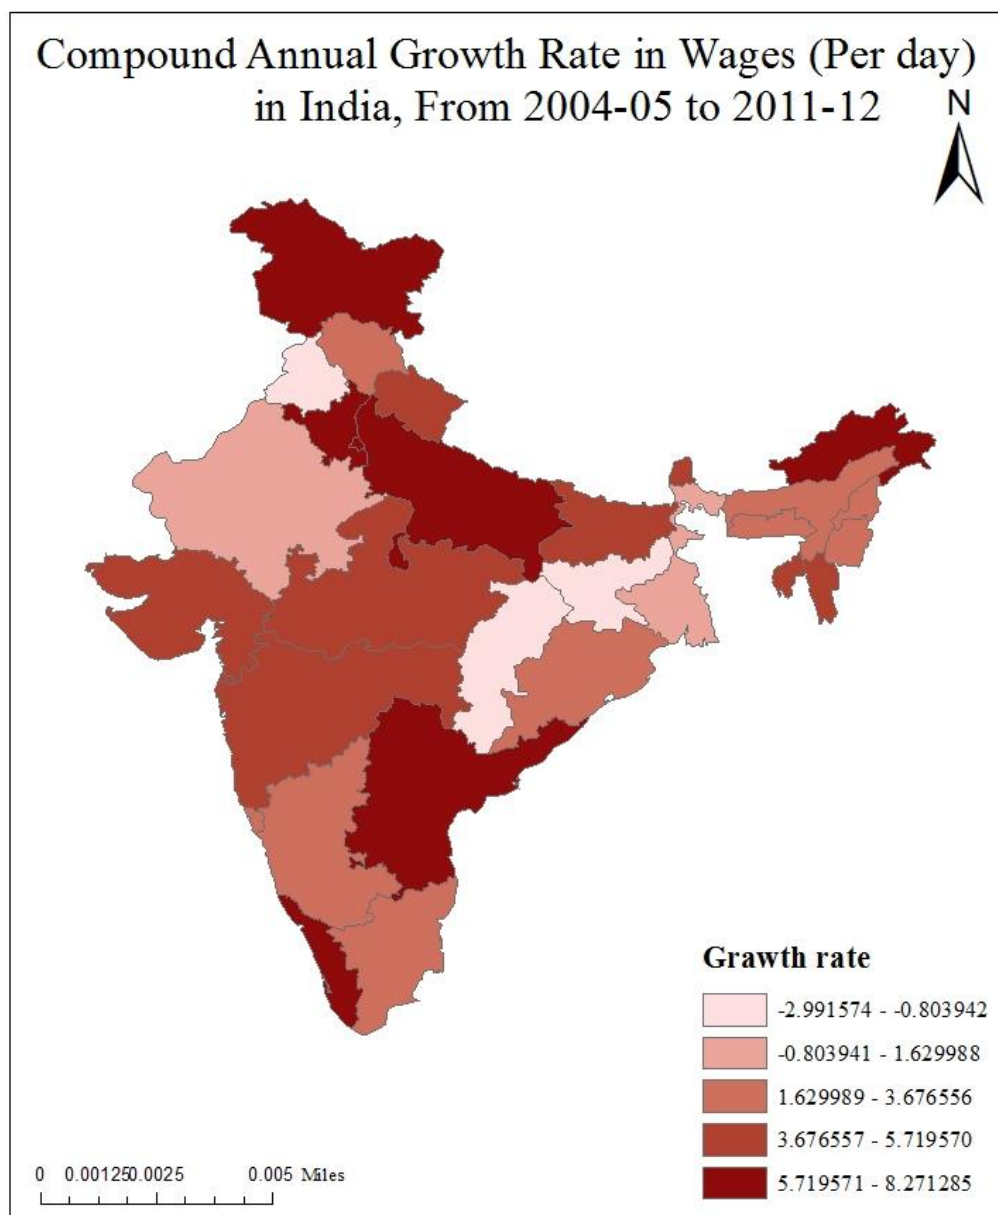 Compound Annual Growth Rate in Wages (Per day)
in India, From 2004-05 to 2011-12
N
Grawth rate
-2.991574 - -0.803942
-0.803941 - 1.629988
1.629989 - 3.676556
3.676557 - 5.719570
5.719571 - 8.271285
0 0.001250.0025 0.005 Miles